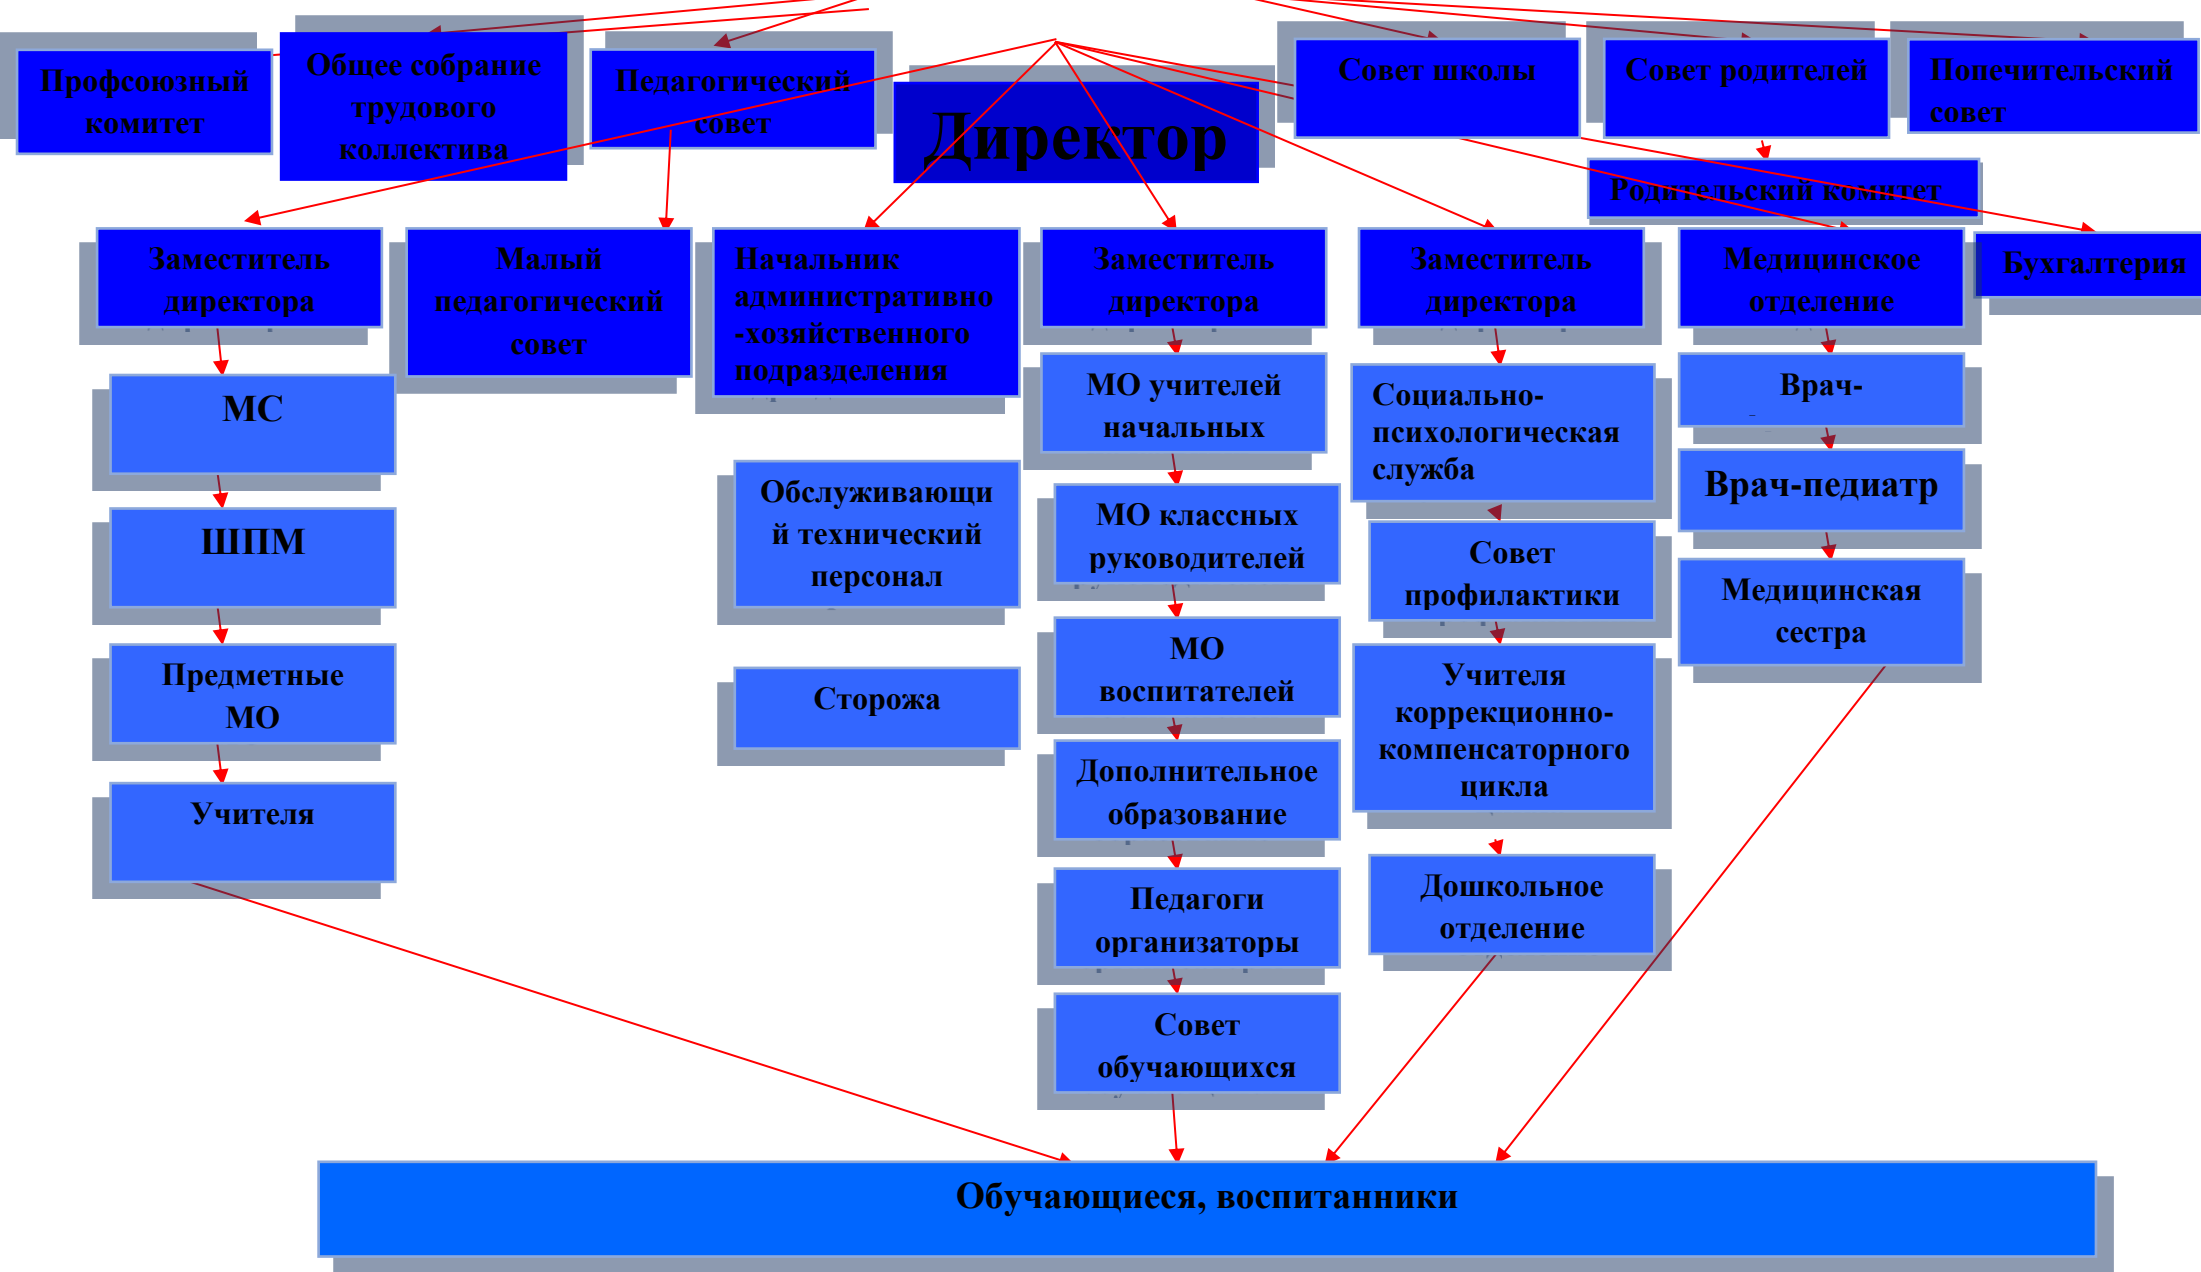 Профсоюзный
комитет
Общее собрание
трудового
коллектива
Педагогический
совет
Директор
Совет школы
Совет родителей
Попечительский
совет
Родительский комитет
Заместитель
директора
Малый
педагогический
совет
Начальник
административно
-хозяйственного
подразделения
Заместитель
директора
Заместитель
директора
Медицинское
отделение
Бухгалтерия
МС
ШПМ
Предметные
МО
Учителя
Обслуживающи
й технический
персонал
Сторожа
МО учителей
начальных
МО классных
руководителей
МО
воспитателей
Дополнительное
образование
Педагоги
организаторы
Совет
обучающихся
Социально-
психологическая
служба
Совет
профилактики
Учителя
коррекционно-
компенсаторного
цикла
Дошкольное
отделение
Врач-
Врач-педиатр
Медицинская
сестра
Обучающиеся, воспитанники